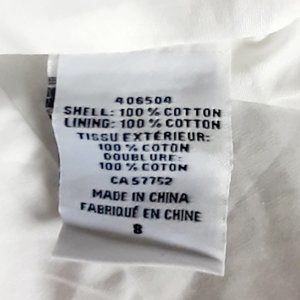 406504
SHELL: 100% COTTON
LINING: 100% COTTON
TISSU EXTÉRIEUR:
100% COTON
DOUBLURE:
100% COTON
CA 57752
MADE IN CHINA
FABRIQUÉ EN CHINE
8